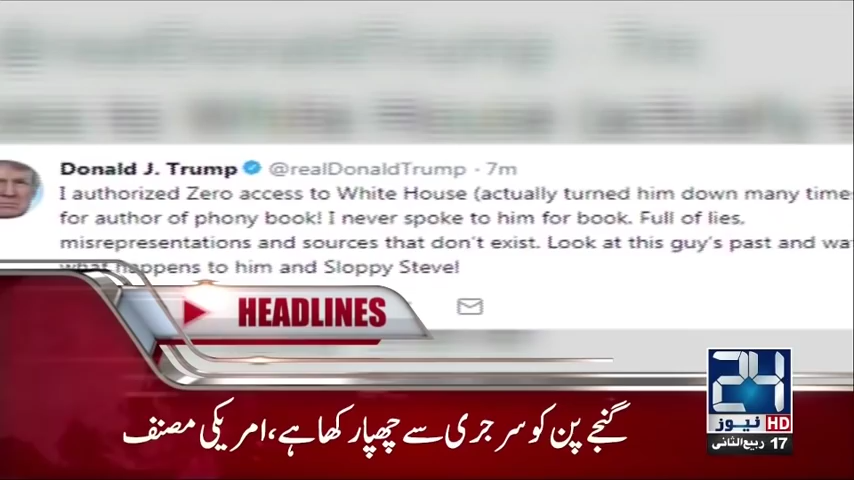 Donald J. Trump @realDonaldTrump · 7m
I authorized Zero access to White House (actually turned him down many time
for author of phony book! I never spoke to him for book. Full of lies,
misrepresentations and sources that don't exist. Look at this guy's past and wa
what happens to him and Sloppy Steve!
HEADLINES
گنجے پن کو سرجری سے چھپا رکھا ہے، امریکی مصنف
24
نیوز HD
17 ربیع الثانی